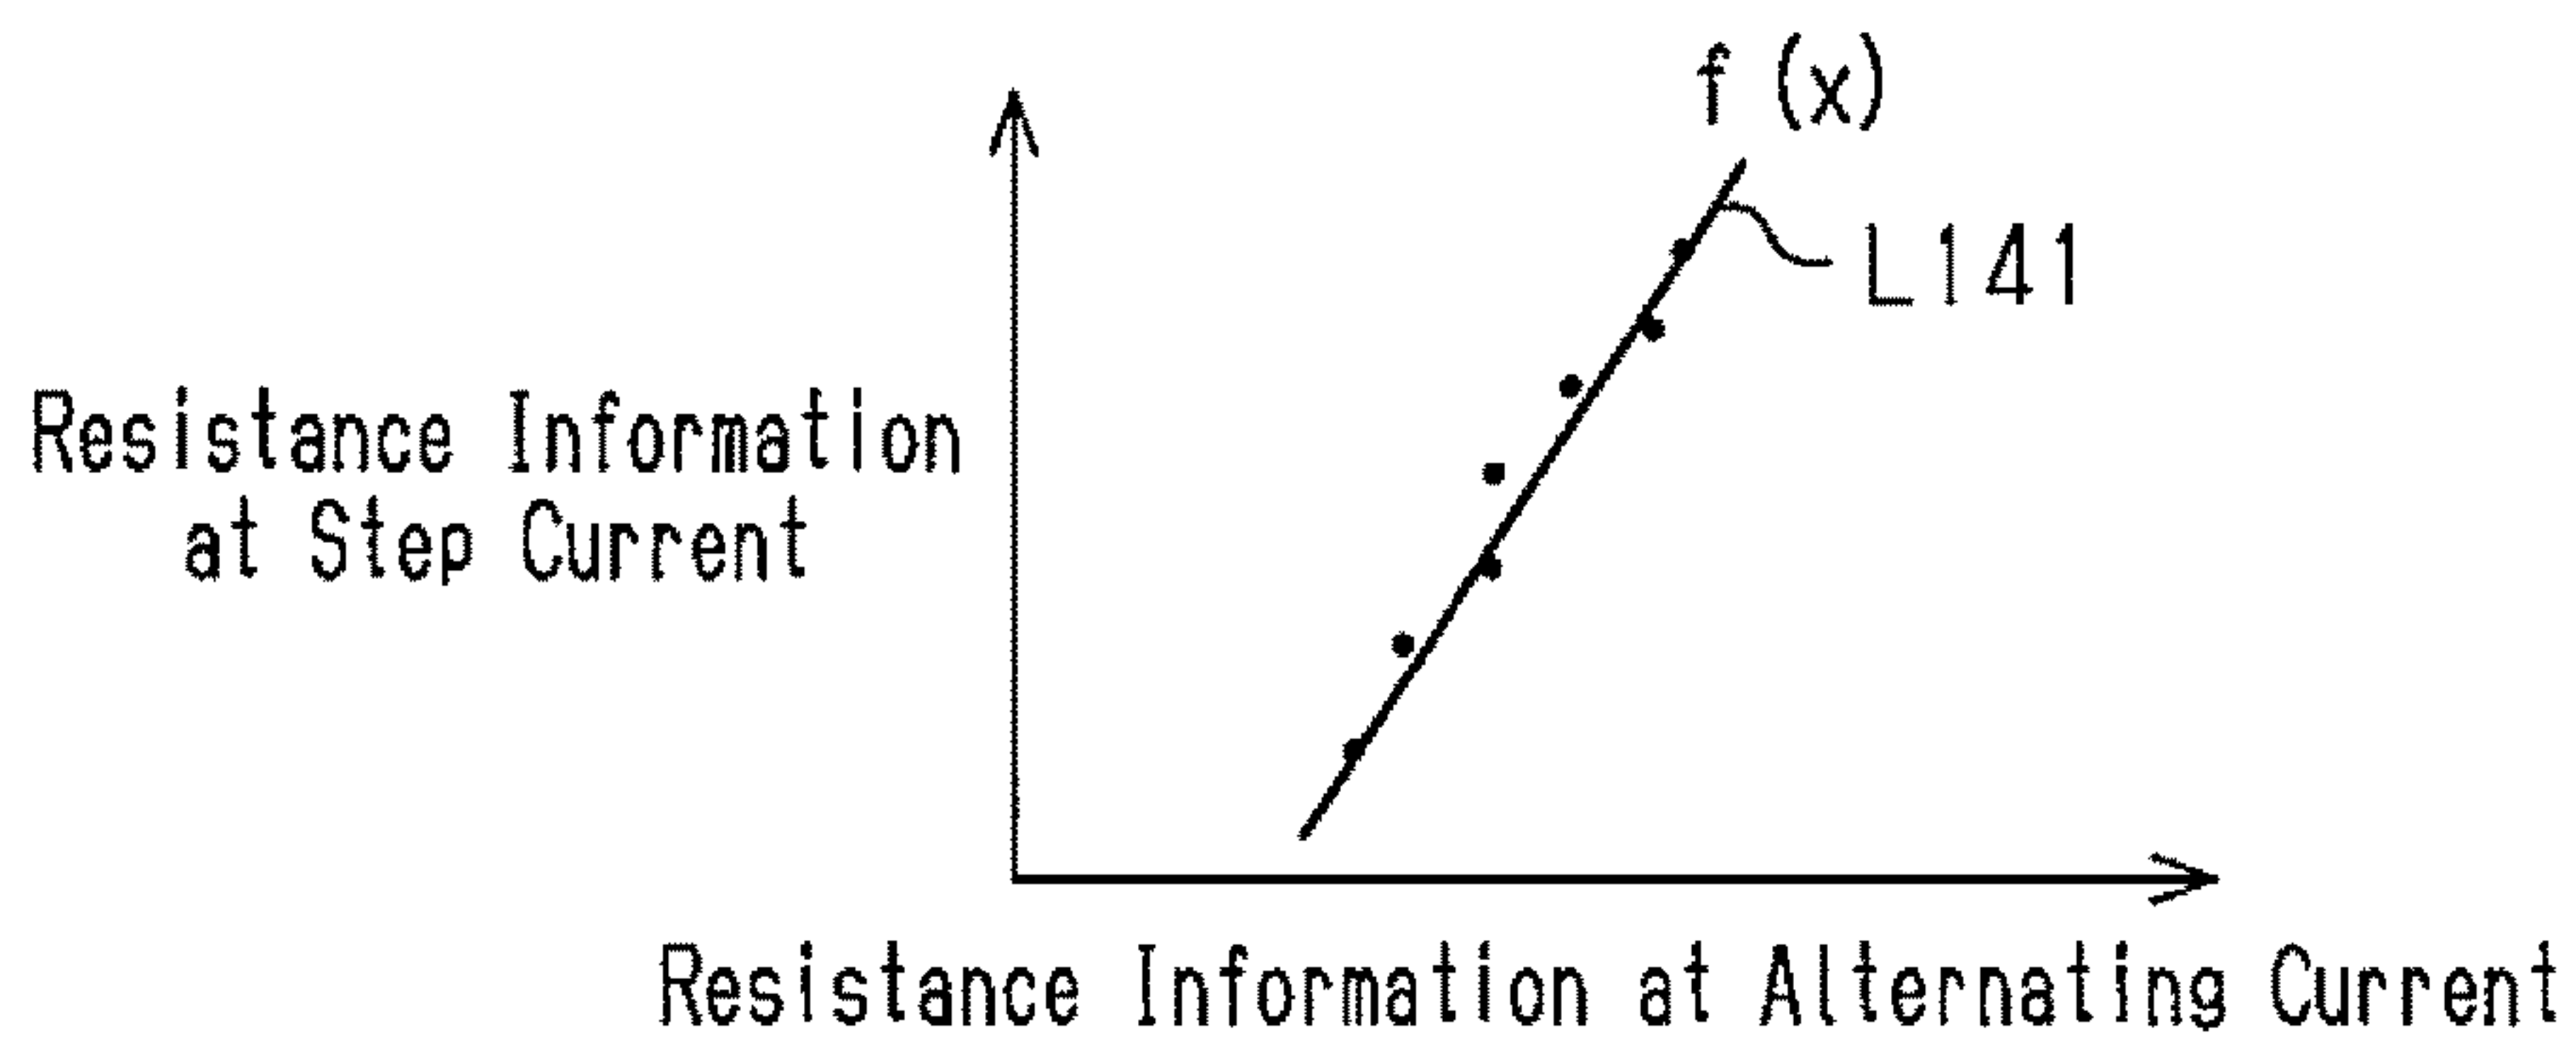 f (x)
L141
Resistance Information
at Step Current
Resistance Information at Alternating Current